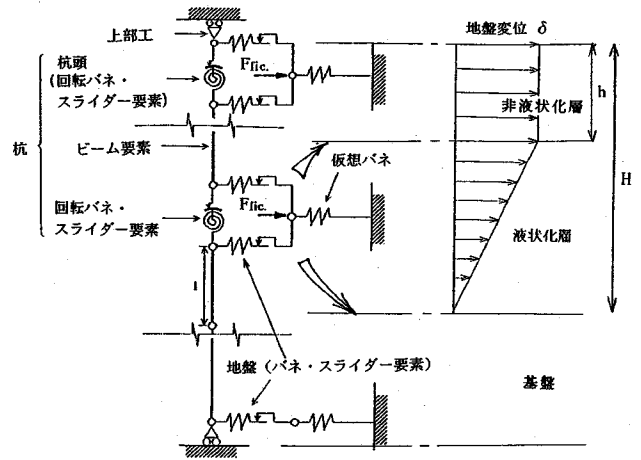 上部工
杭頭
(回転バネ・
スライダー要素)
杭
ビーム要素
回転バネ・
スライダー要素
l
Ffic.
Ffic.
仮想バネ
地盤(バネ・スライダー要素)
地盤変位 δ
非液状化層
h
H
液状化層
基盤